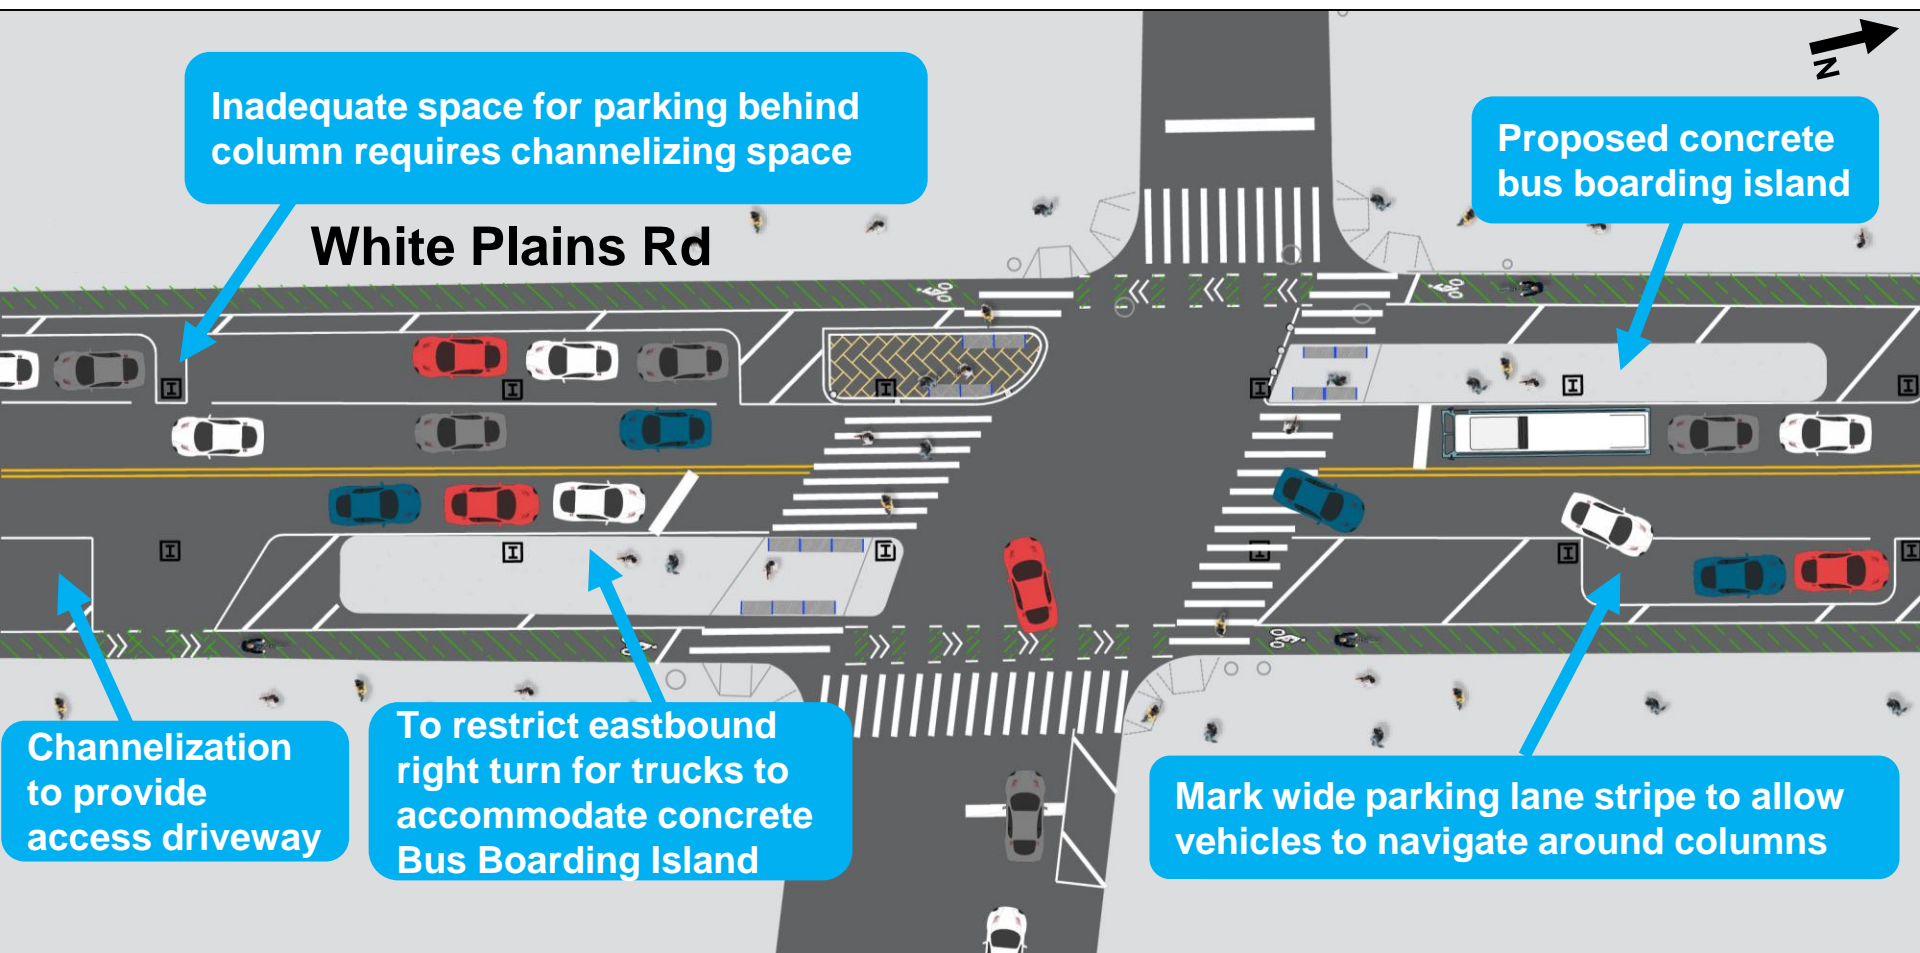 N
Inadequate space for parking behind
column requires channelizing space
Proposed concrete
bus boarding island
White Plains Rd
Channelization
to provide
access driveway
To restrict eastbound
right turn for trucks to
accommodate concrete
Bus Boarding Island
Mark wide parking lane stripe to allow
vehicles to navigate around columns